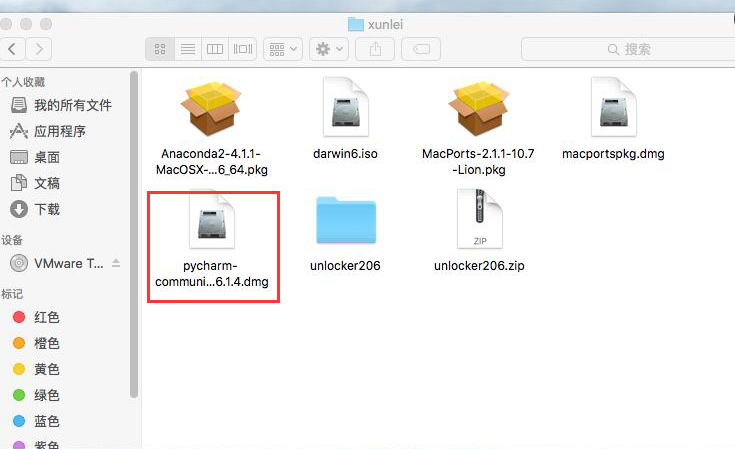 xunlei
搜索
个人收藏
我的所有文件
应用程序
桌面
文稿
下载
设备
VMware T...
标记
红色
橙色
黄色
绿色
蓝色
紫色
Anaconda2-4.1.1-
MacOSX-...6_64.pkg
darwin6.iso
MacPorts-2.1.1-10.7
-Lion.pkg
macportspkg.dmg
pycharm-
communi...6.1.4.dmg
unlocker206
ZIP
unlocker206.zip